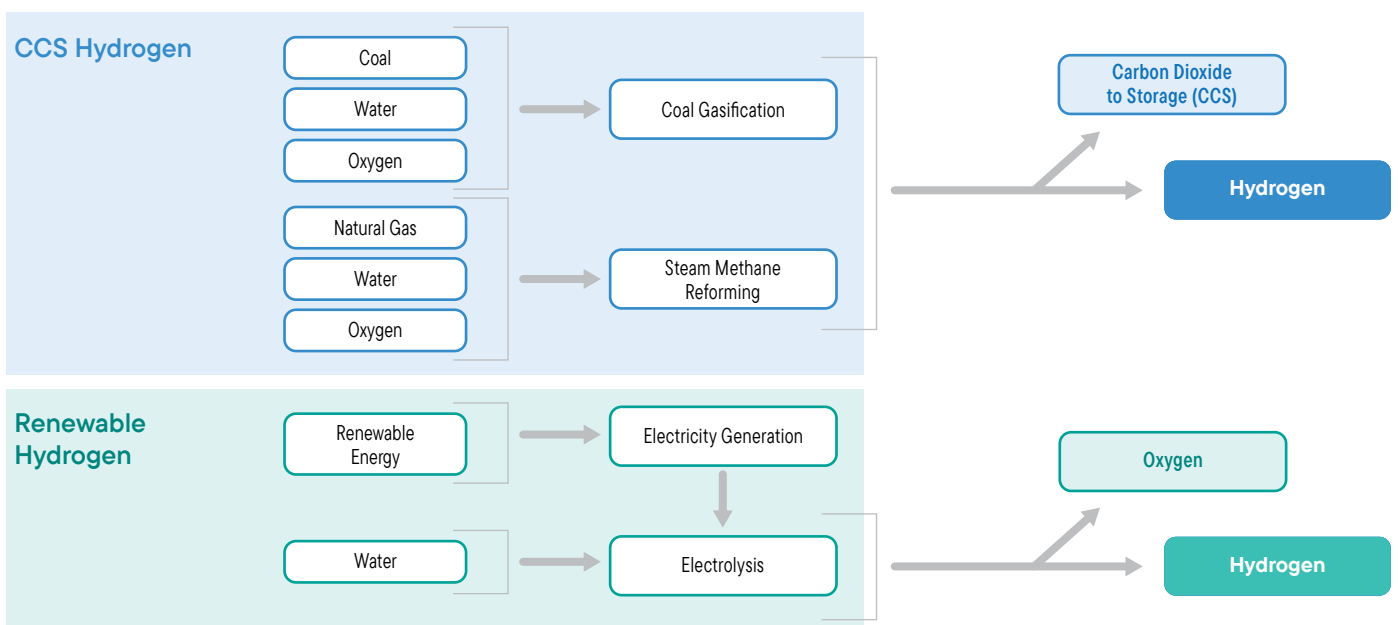 CCS Hydrogen
Coal
Water
Oxygen
Coal Gasification
Natural Gas
Water
Oxygen
Steam Methane
Reforming
Carbon Dioxide
to Storage (CCS)
Hydrogen
Renewable
Hydrogen
Renewable
Energy
Electricity Generation
Water
Electrolysis
Oxygen
Hydrogen